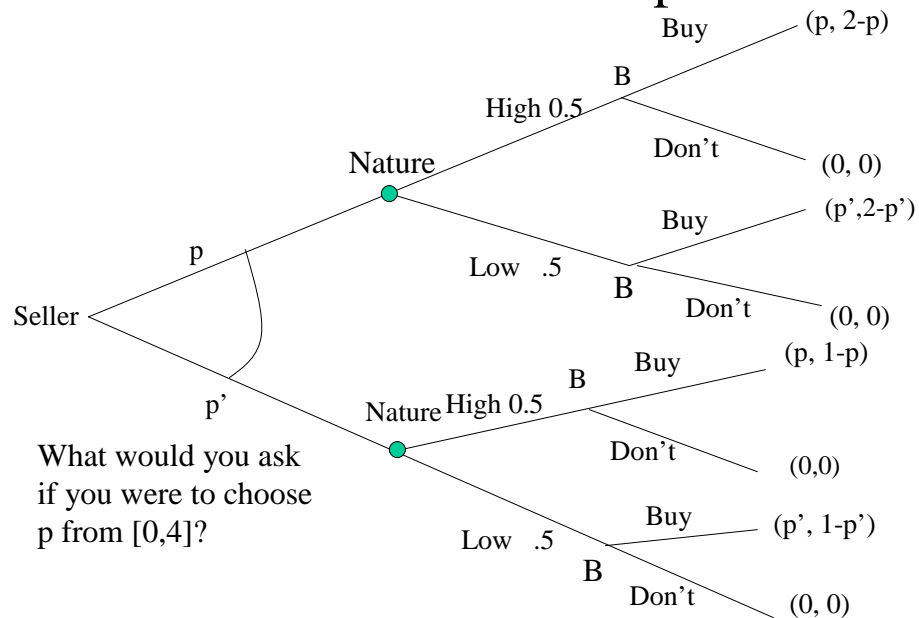 Buy
(p, 2-p)
B
High 0.5
Don’t
(0, 0)
Nature
(p’,2-p’)
Buy
p
Low .5
B
Don’t
(0, 0)
Seller
(p, 1-p)
Buy
B
p’
Nature
High 0.5
Don’t
(0,0)
What would you ask
if you were to choose
p from [0,4]?
Buy
(p’, 1-p’)
Low .5
B
Don’t
(0, 0)